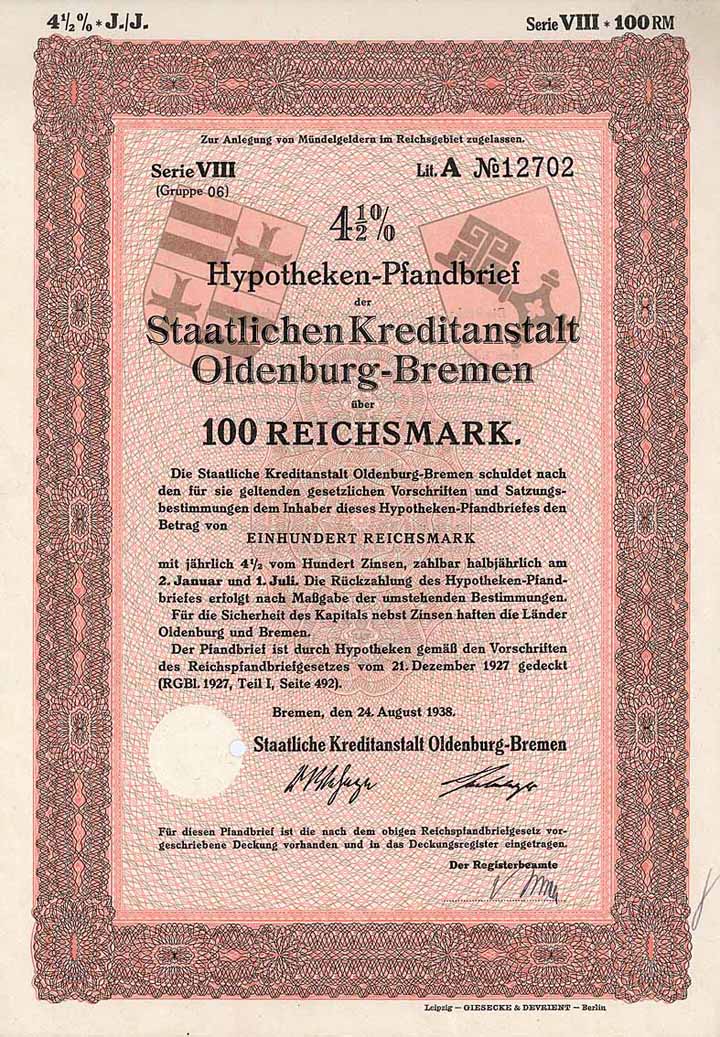 4½% * J./J.
Serie VIII * 100 RM
Zur Anlegung von Mündelgeldern im Reichsgebiet zugelassen.
Serie VIII
Lit. A № 12702
(Gruppe 06)
4½%
Hypotheken-Pfandbrief
der
Staatlichen Kreditanstalt
Oldenburg-Bremen
über
100 REICHSMARK.
Die Staatliche Kreditanstalt Oldenburg-Bremen schuldet nach
den für sie geltenden gesetzlichen Vorschriften und Satzungs-
bestimmungen dem Inhaber dieses Hypotheken-Pfandbriefes den
Betrag von
EINHUNDERT REICHSMARK
mit jährlich 4½ vom Hundert Zinsen, zahlbar halbjährlich am
2. Januar und 1. Juli. Die Rückzahlung des Hypotheken-Pfand-
briefes erfolgt nach Maßgabe der umstehenden Bestimmungen.
Für die Sicherheit des Kapitals nebst Zinsen haften die Länder
Oldenburg und Bremen.
Der Pfandbrief ist durch Hypotheken gemäß den Vorschriften
des Reichspfandbriefgesetzes vom 21. Dezember 1927 gedeckt
(RGBl. 1927, Teil I, Seite 492).
Bremen, den 24. August 1938.
Staatliche Kreditanstalt Oldenburg-Bremen
Für diesen Pfandbrief ist die nach dem obigen Reichspfandbriefgesetz vor-
geschriebene Deckung vorhanden und in das Deckungsregister eingetragen.
Der Registerbeamte
Leipzig — GIESECKE & DEVRIENT — Berlin